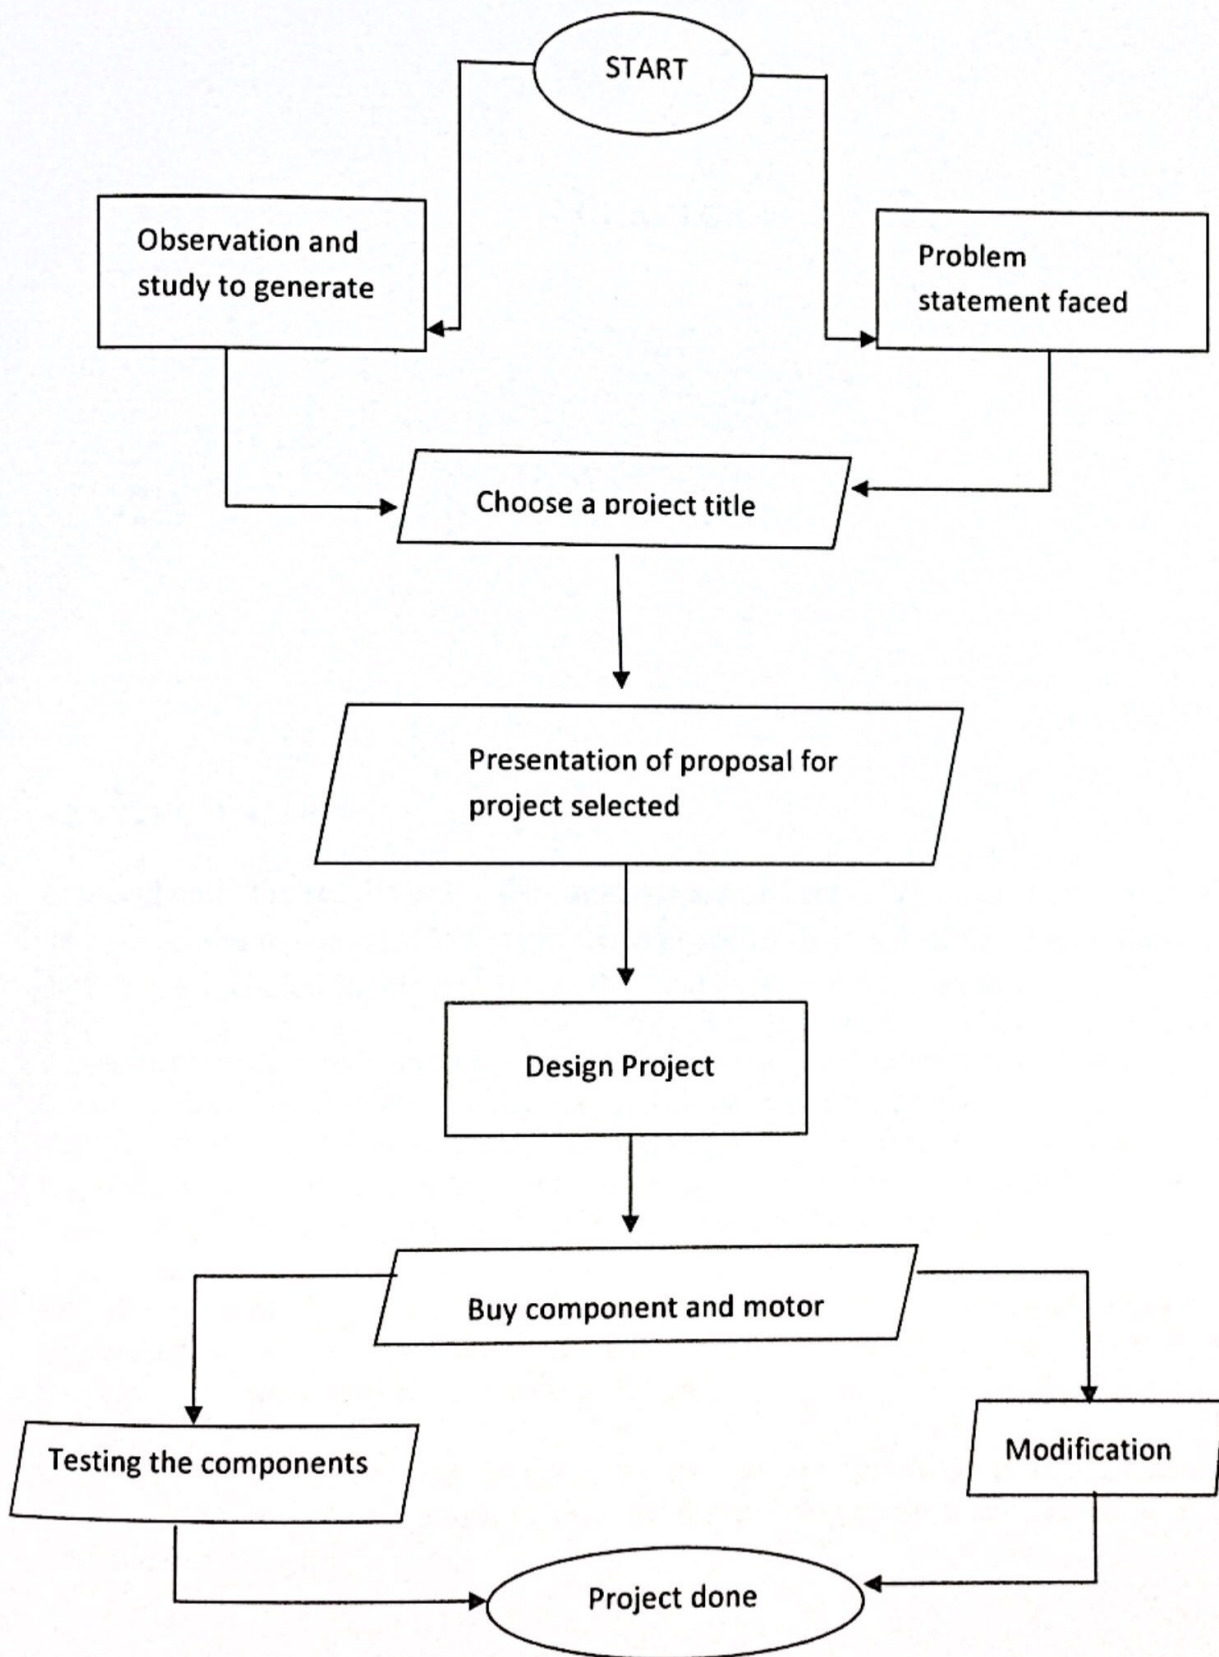 START
Observation and
study to generate
Problem
statement faced
Choose a project title
Presentation of proposal for
project selected
Design Project
Buy component and motor
Testing the components
Modification
Project done